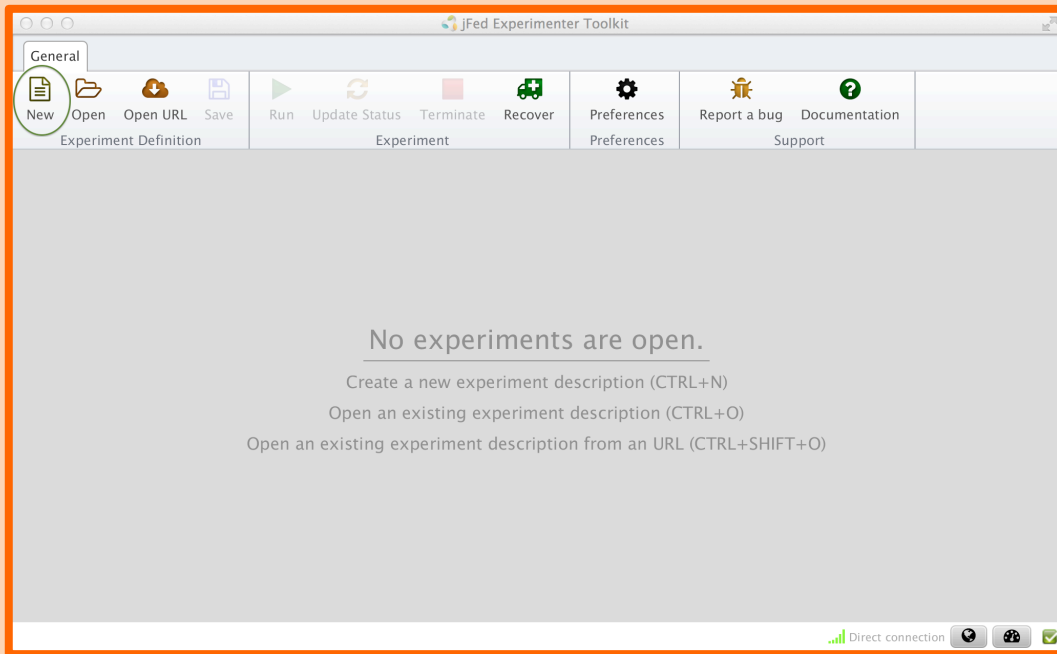 jFed Experimenter Toolkit
General
New Open Open URL Save Run Update Status Terminate Recover Preferences Report a bug Documentation
Experiment Definition Experiment Preferences Support
No experiments are open.
Create a new experiment description (CTRL+N)
Open an existing experiment description (CTRL+O)
Open an existing experiment description from an URL (CTRL+SHIFT+O)
Direct connection